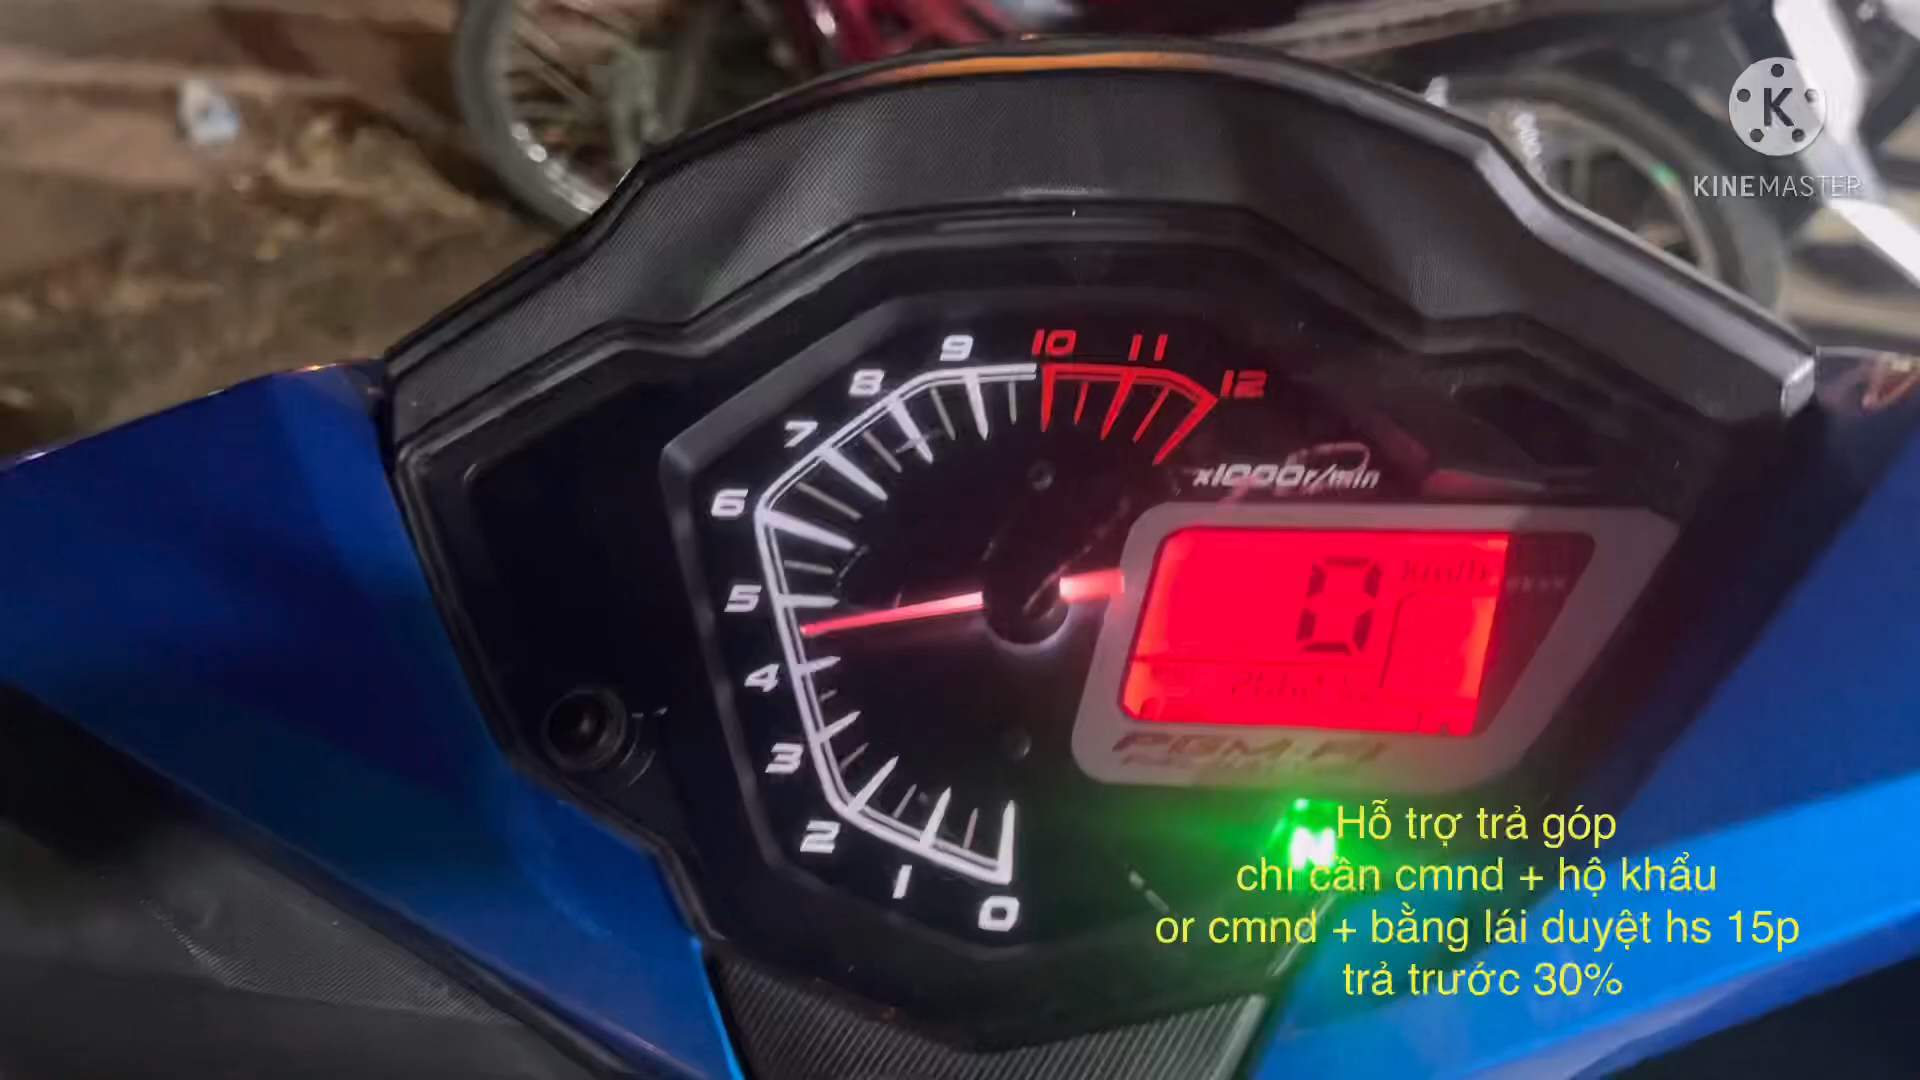 K
KINEMASTER
10 11
9
12
8
7
x1000r/min
6
0 km/h
5
4
PGM-FI
3
2
1
0
N
Hỗ trợ trả góp
chỉ cần cmnd + hộ khẩu
or cmnd + bằng lái duyệt hs 15p
trả trước 30%